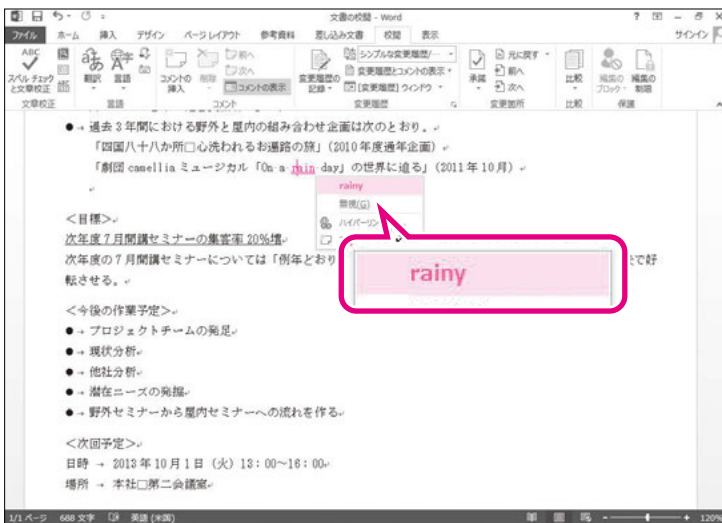 文書の校閲 - Word
ファイル ホーム 挿入 デザイン ページ レイアウト 参考資料 差し込み文書 校閲 表示 サインイン
ABC
スペル チェックと文章校正
翻訳 言語
コメントの挿入 削除 前へ 次へ コメントの表示
変更履歴の記録 シンプルな変更履歴/… 変更履歴とコメントの表示 [変更履歴] ウィンドウ
承諾 元に戻す 前へ 次へ
比較 編集のブロック 編集の制限
文章校正 言語 コメント 変更履歴 変更箇所 比較 保護
●→過去3年間における野外と屋内の組み合わせ企画は次のとおり。
「四国八十八か所□心洗われるお遍路の旅」(2010年度通年企画)
「劇団 camellia ミュージカル「On a rain day」の世界に迫る」(2011年10月)
rainy
無視(G)
ハイパーリン
<目標>
次年度7月開講セミナーの集客率20%増
次年度の7月開講セミナーについては「例年どおり
で好
転させる。
rainy
<今後の作業予定>
●→プロジェクトチームの発足
●→現状分析
●→他社分析
●→潜在ニーズの発掘
●→野外セミナーから屋内セミナーへの流れを作る
<次回予定>
日時 → 2013年10月1日(火)13:00～16:00
場所 → 本社□第二会議室
1/1 ページ 688 文字 英語 (米国) 120%